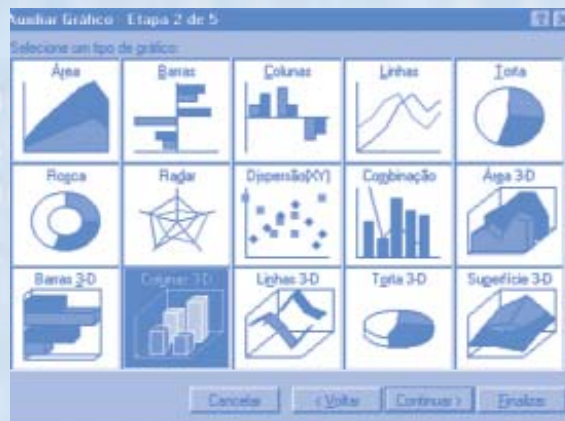 Auxiliar Gráfico - Etapa 2 de 5
Selecione um tipo de gráfico:
Área Barras Colunas Linhas Torta
Rosca Radar Dispersão(XY) Combinação Área 3-D
Barras 3-D Colunas 3-D Linhas 3-D Torta 3-D Superfície 3-D
Cancelar < Voltar Continuar > Finalizar